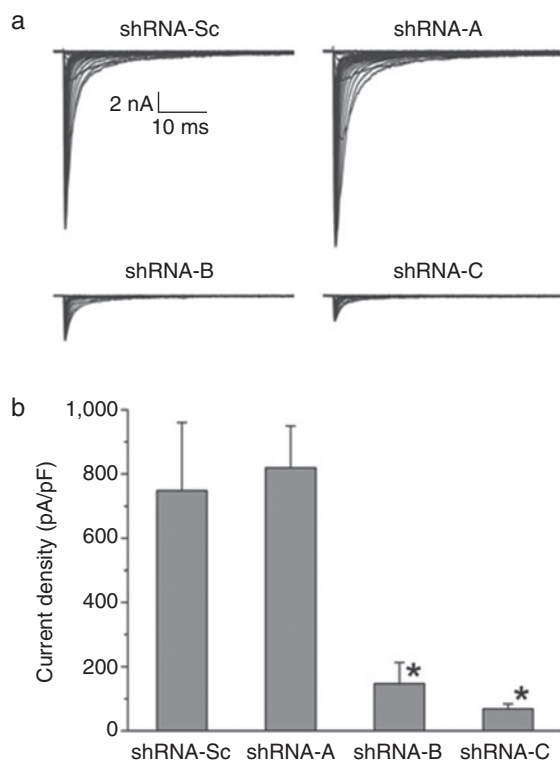 a
shRNA-Sc
shRNA-A
2 nA
10 ms
shRNA-B
shRNA-C
b
Current density (pA/pF)
1,000
800
600
400
200
0
*
*
shRNA-Sc shRNA-A shRNA-B shRNA-C